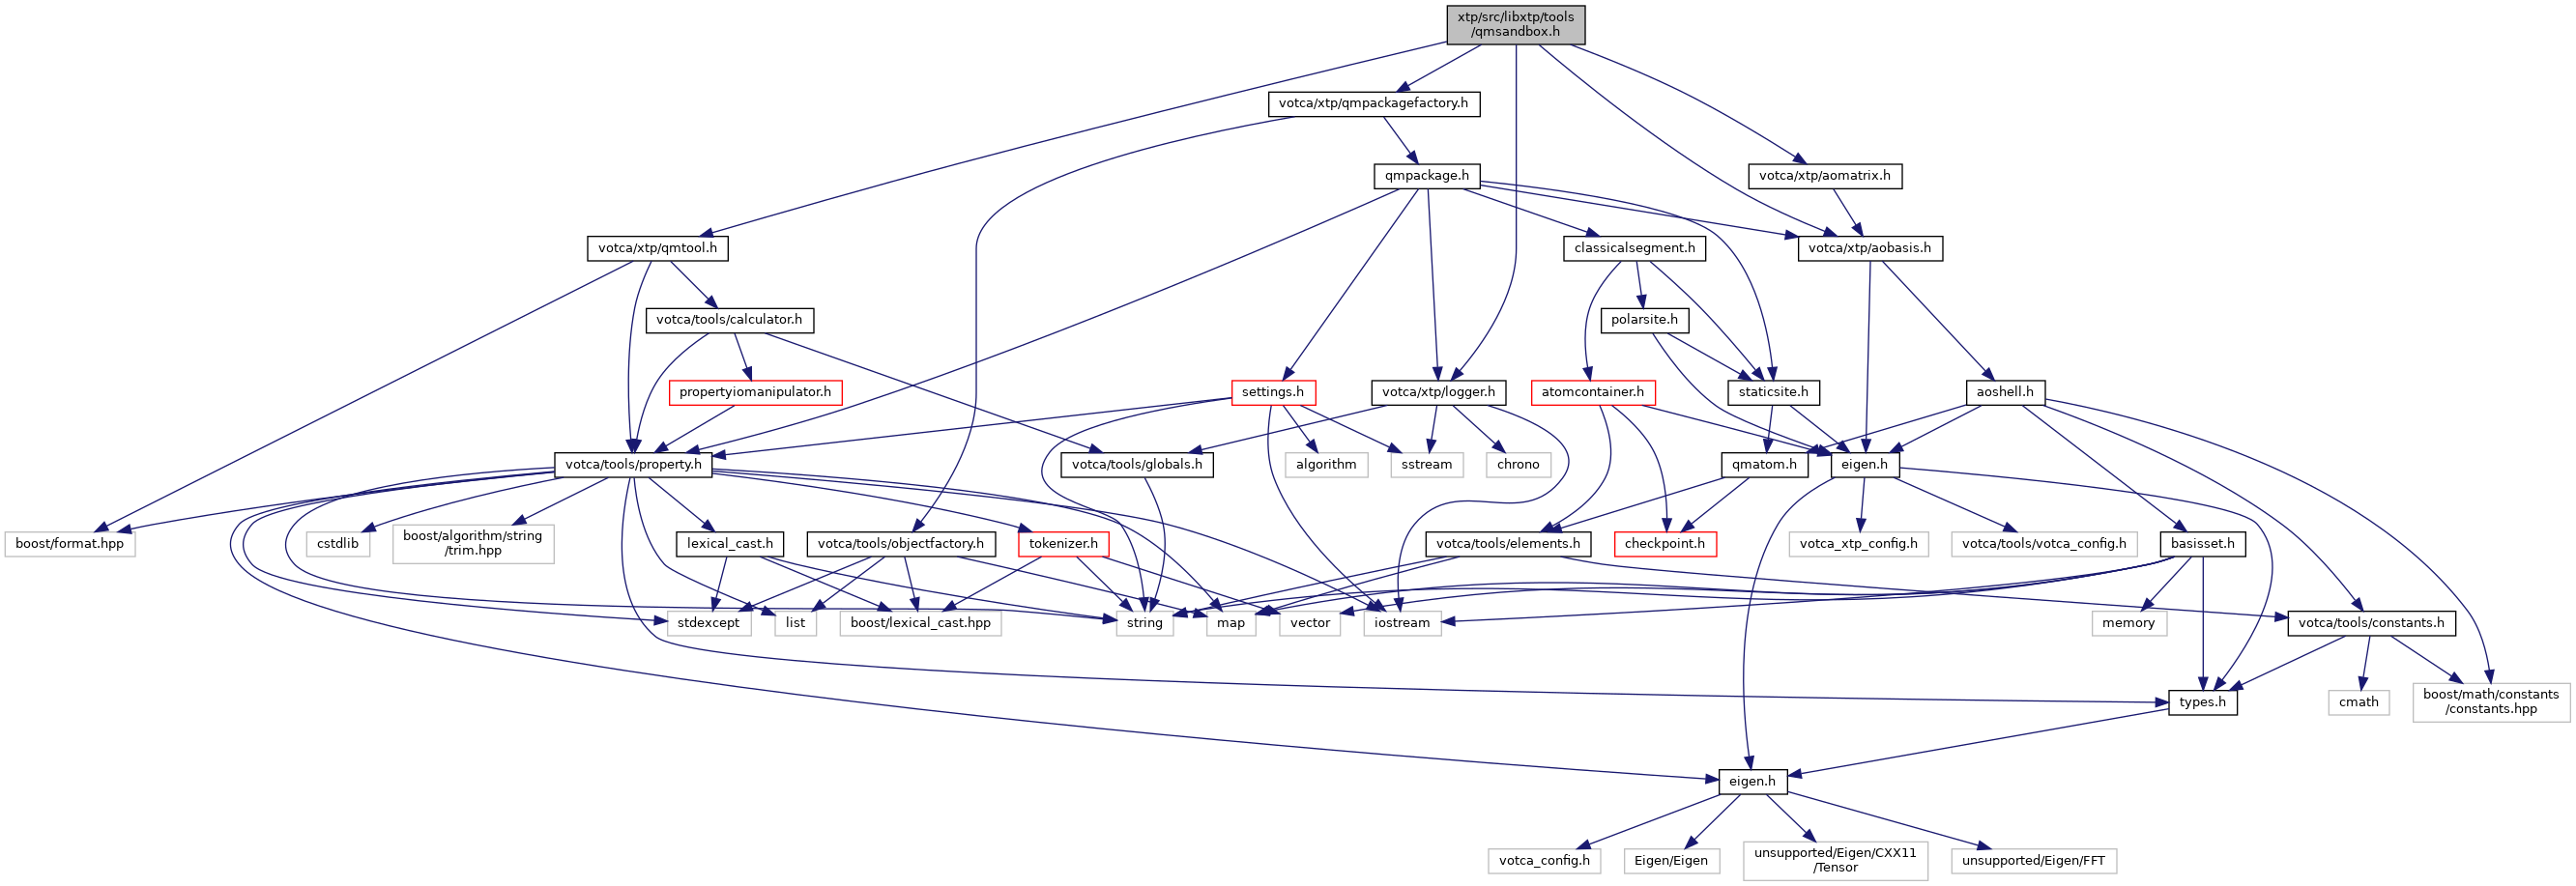 xtp/src/libxtp/tools
/qmsandbox.h
votca/xtp/qmpackagefactory.h
qmpackage.h
votca/xtp/aomatrix.h
votca/xtp/qmtool.h
classicalsegment.h
votca/xtp/aobasis.h
votca/tools/calculator.h
polarsite.h
propertyiomanipulator.h
settings.h
votca/xtp/logger.h
atomcontainer.h
staticsite.h
aoshell.h
votca/tools/property.h
votca/tools/globals.h
algorithm
sstream
chrono
qmatom.h
eigen.h
boost/format.hpp
cstdlib
boost/algorithm/string
/trim.hpp
lexical_cast.h
votca/tools/objectfactory.h
tokenizer.h
votca/tools/elements.h
checkpoint.h
votca_xtp_config.h
votca/tools/votca_config.h
basisset.h
stdexcept
list
boost/lexical_cast.hpp
string
map
vector
iostream
memory
votca/tools/constants.h
types.h
cmath
boost/math/constants
/constants.hpp
eigen.h
votca_config.h
Eigen/Eigen
unsupported/Eigen/CXX11
/Tensor
unsupported/Eigen/FFT